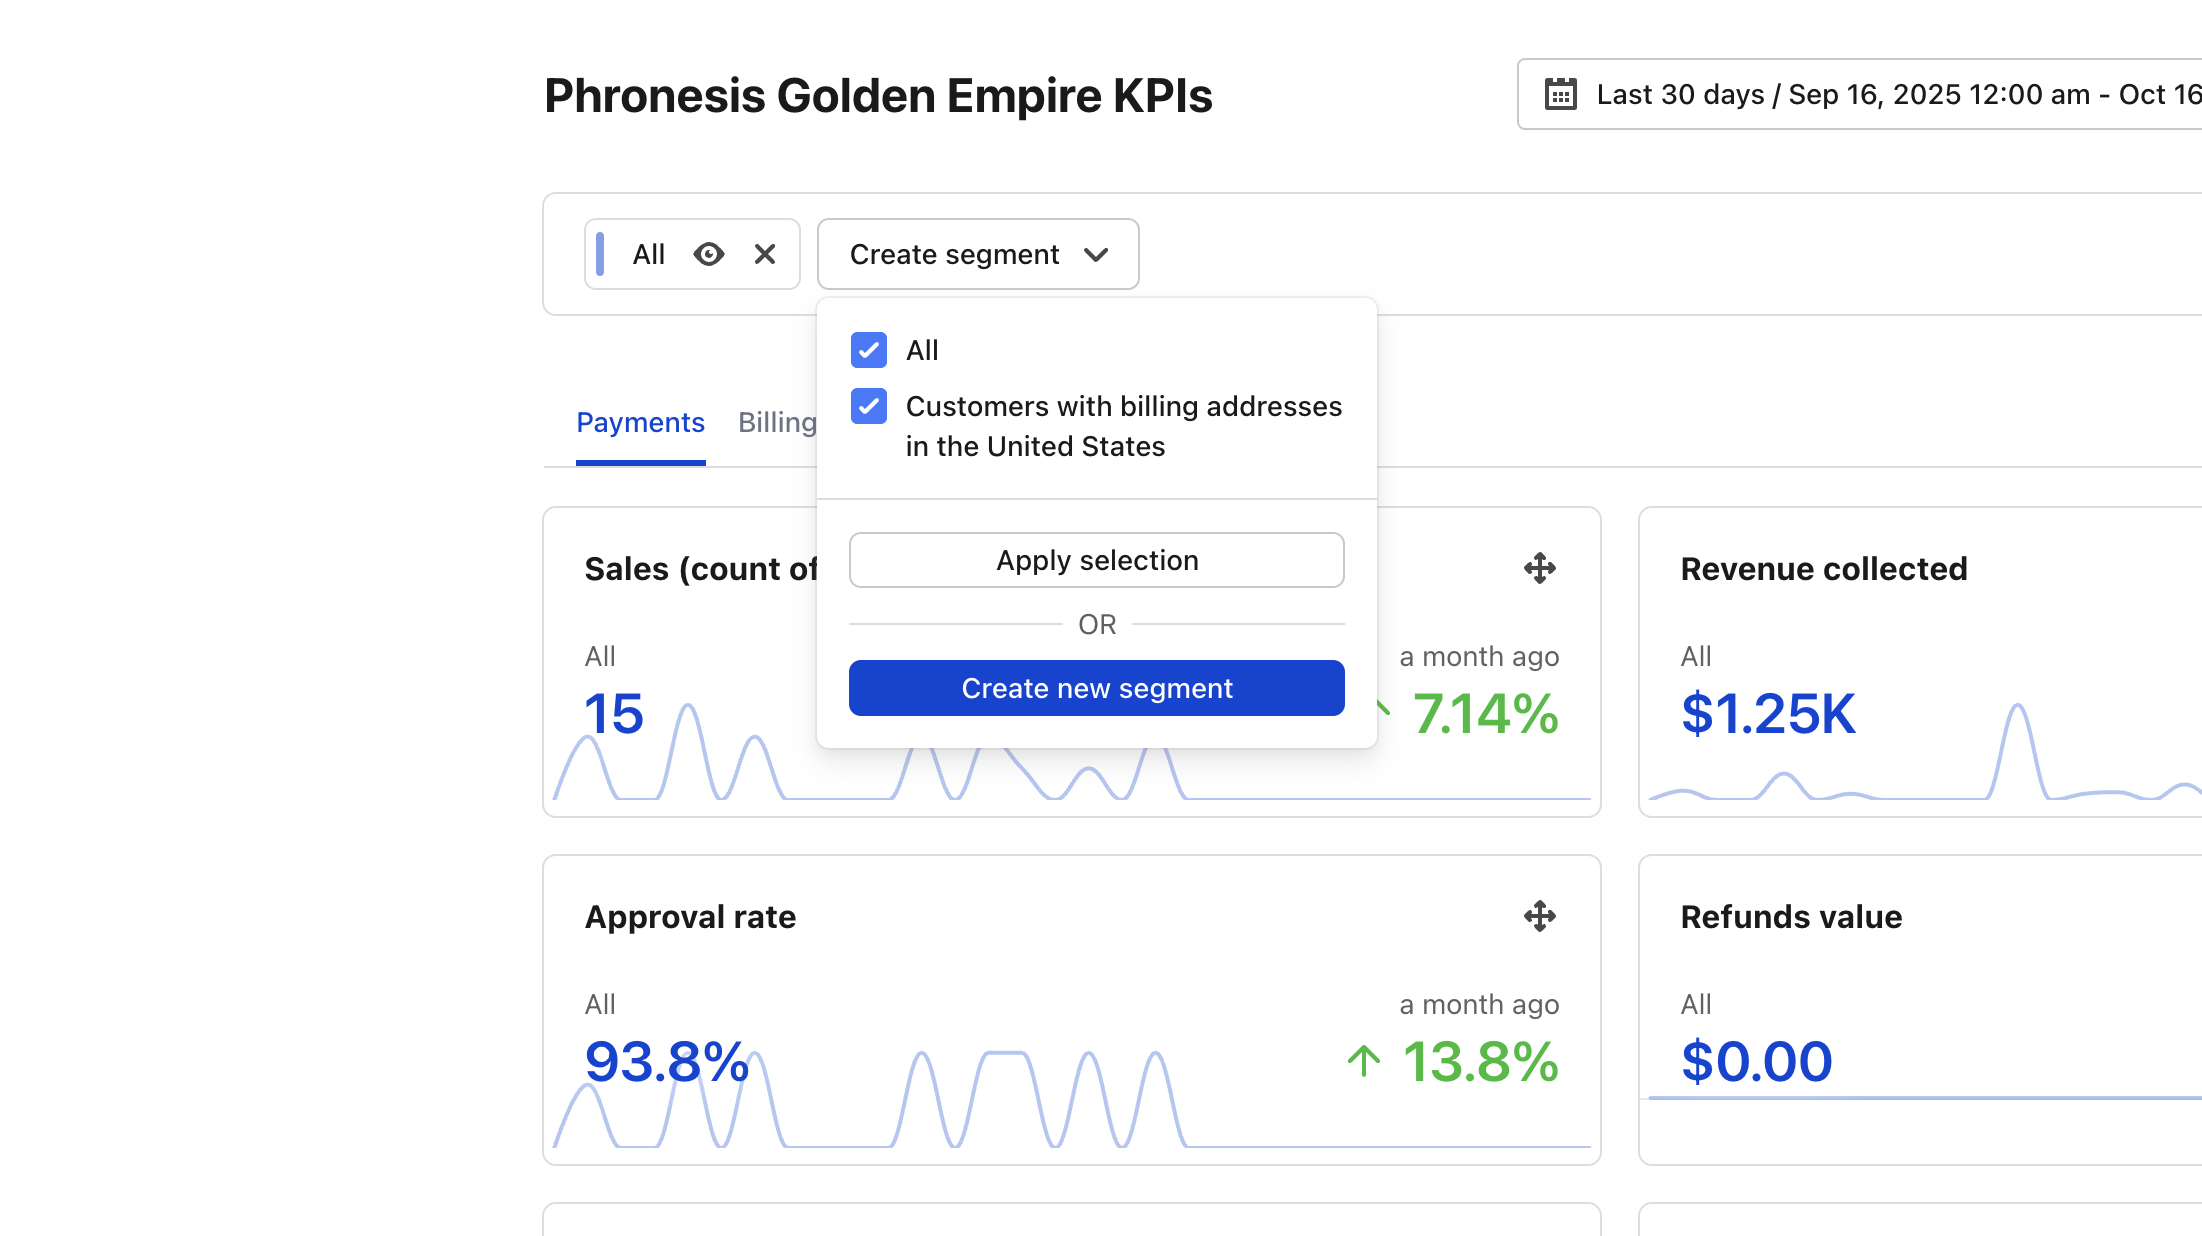 Phronesis Golden Empire KPIs
Last 30 days / Sep 16, 2025 12:00 am - Oct 16
All
Create segment
All
Customers with billing addresses
in the United States
Payments
Billing
Apply selection
OR
Create new segment
Sales (count of
All
15
a month ago
7.14%
Revenue collected
All
$1.25K
Approval rate
All
93.8%
a month ago
13.8%
Refunds value
All
$0.00